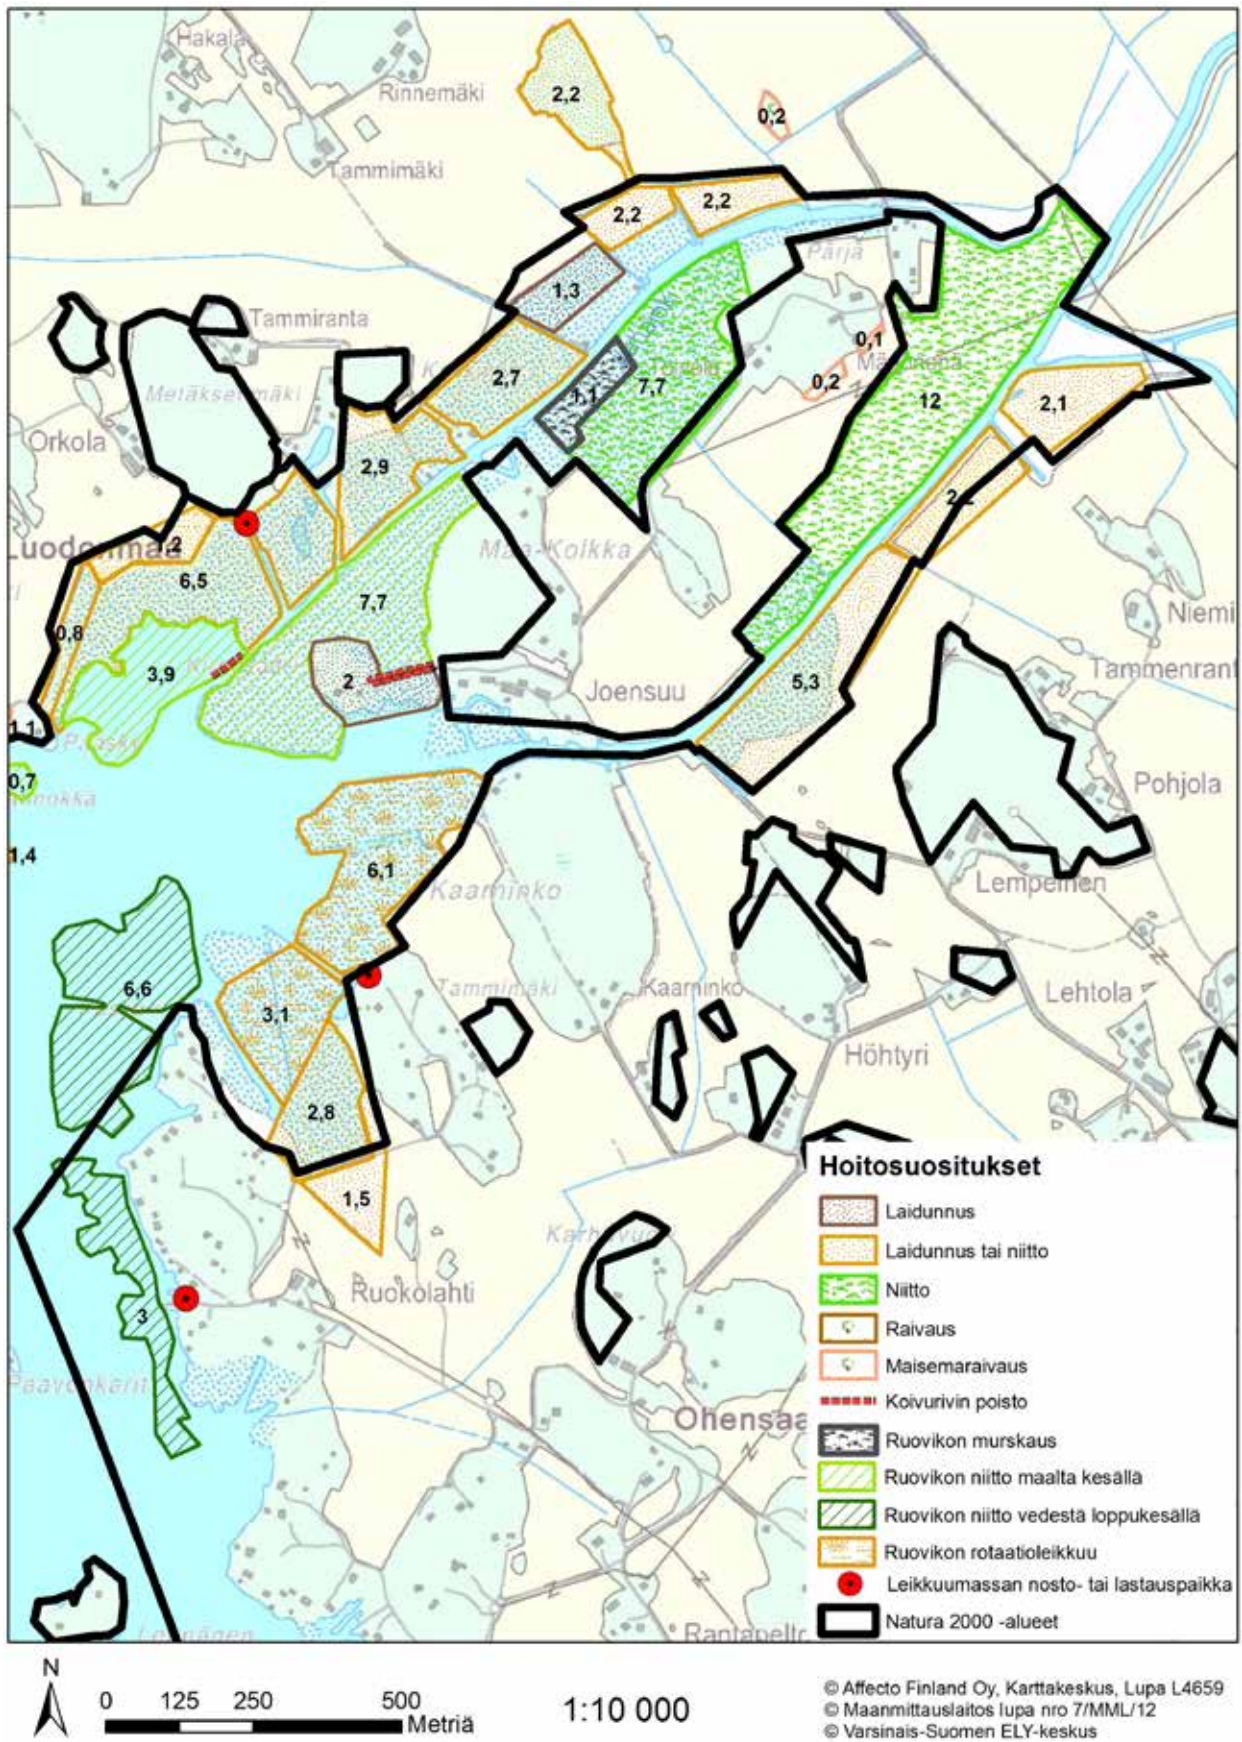 Hakala
Rinnemäki
Tammimäki
2,2
0,2
2,2
2,2
Pärjä
1,3
Tammiranta
0,1
0,2
2,7
1,1
7,7
12
2,1
Orkola
2,9
Maa-Koikka
6,5
0,8
7,7
Niemi
3,9
2
Joensuu
5,3
Tammenrant
1,1
0,7
Pohjola
1,4
6,1
Kaaminko
Lempeinen
6,6
Tammimäki
Kaaminko
Lehtola
3,1
Höhtyri
2,8
1,5
Ruokolahti
3
Paavonkarit
Ohensaa
Rantapeltr
Hoitosuositukset
Laidunnus
Laidunnus tai niitto
Niitto
Raivaus
Maisemaraivaus
Koivurivin poisto
Ruovikon murskaus
Ruovikon niitto maalta kesällä
Ruovikon niitto vedestä loppukesällä
Ruovikon rotaatioleikkuu
Leikkuumassan nosto- tai lastauspaikka
Natura 2000 -alueet
N
0 125 250 500
Metriä
1:10 000
© Affecto Finland Oy, Karttakeskus, Lupa L4659
© Maanmittauslaitos lupa nro 7/MML/12
© Varsinais-Suomen ELY-keskus